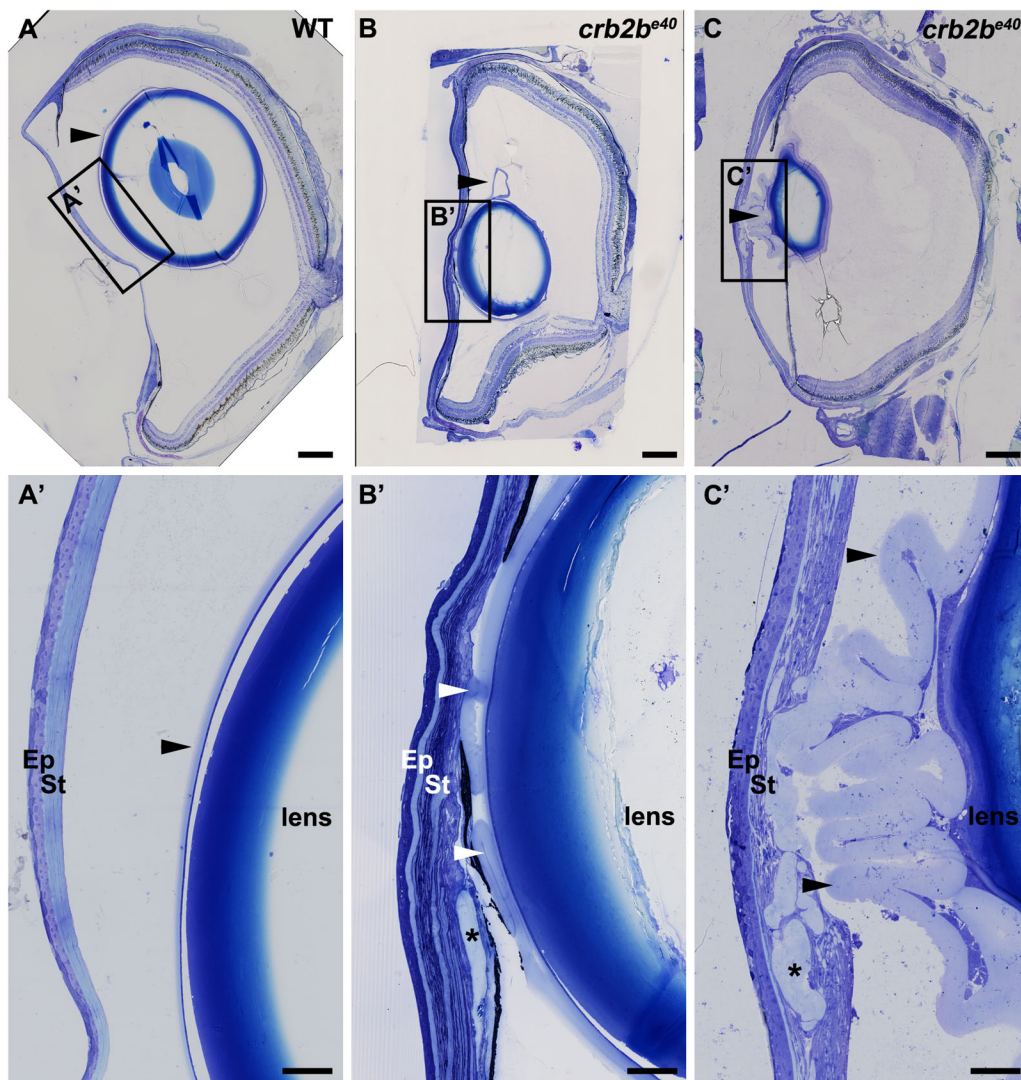 A WT
B crb2b^e40
C crb2b^e40
A'
B'
C'
A'
Ep
St
lens
B'
Ep
St
lens
*
C'
Ep
St
lens
*